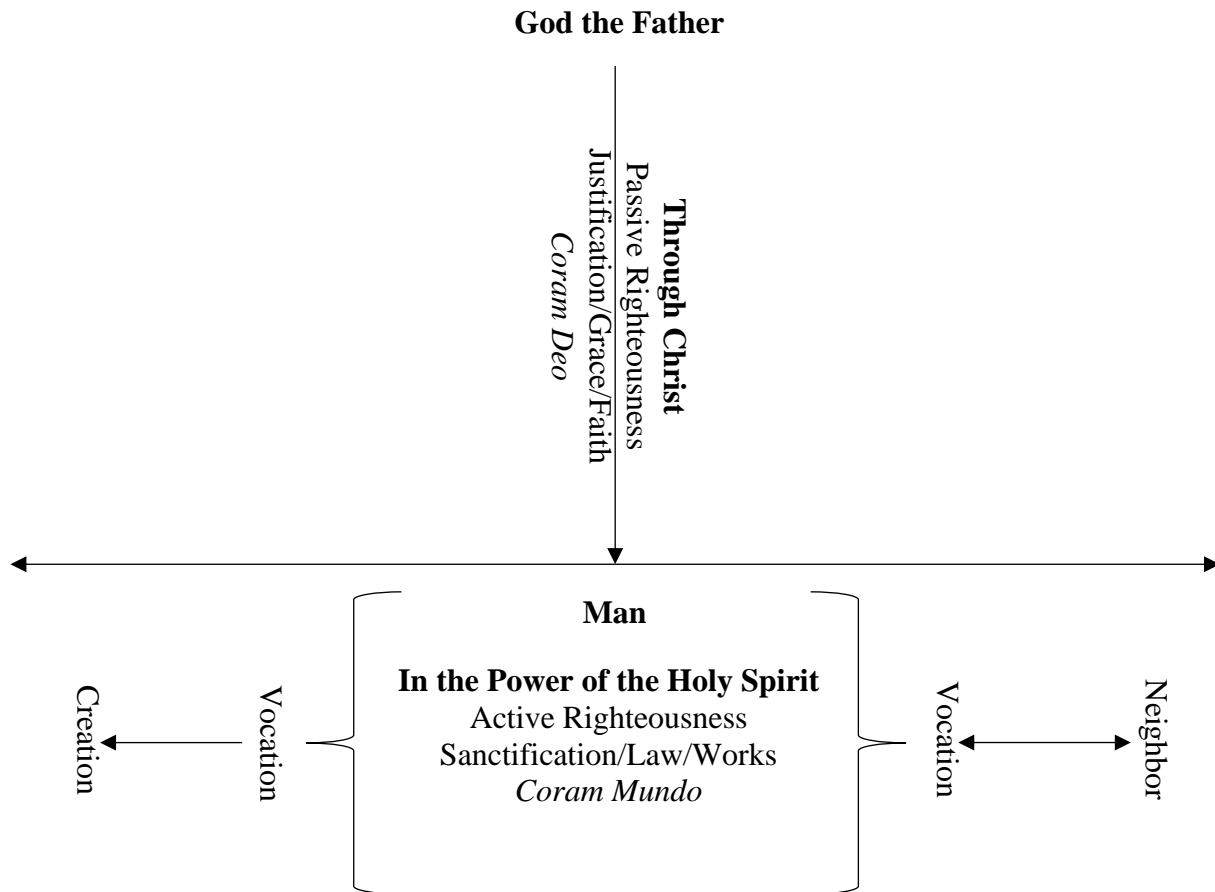 God the Father
Through Christ
Passive Righteousness
Justification/Grace/Faith
Coram Deo
Man
In the Power of the Holy Spirit
Active Righteousness
Sanctification/Law/Works
Coram Mundo
Creation
Vocation
Vocation
Neighbor